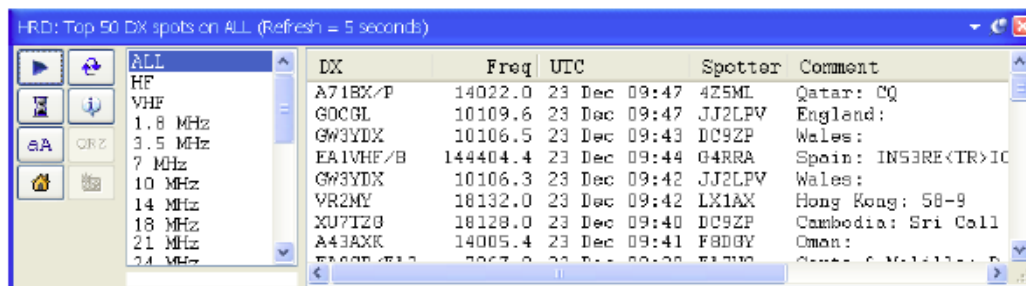 HRD: Top 50 DX spots on ALL (Refresh = 5 seconds)
aA
QRZ
ALL
HF
VHF
1.8 MHz
3.5 MHz
7 MHz
10 MHz
14 MHz
18 MHz
21 MHz
24 MHz
DX Freq UTC Spotter Comment
A71BX/P 14022.0 23 Dec 09:47 4Z5ML Qatar: CQ
G0CGL 10109.6 23 Dec 09:47 JJ2LPV England:
GW3YDX 10106.5 23 Dec 09:43 DC9ZP Wales:
EA1VHF/B 144404.4 23 Dec 09:44 G4RRA Spain: IN53RE<TR>IO
GW3YDX 10106.3 23 Dec 09:42 JJ2LPV Wales:
VR2MY 18132.0 23 Dec 09:42 LX1AX Hong Kong: 58-9
XU7TZG 18128.0 23 Dec 09:40 DC9ZP Cambodia: Sri Call
A43AXK 14005.4 23 Dec 09:41 F8DGY Oman: